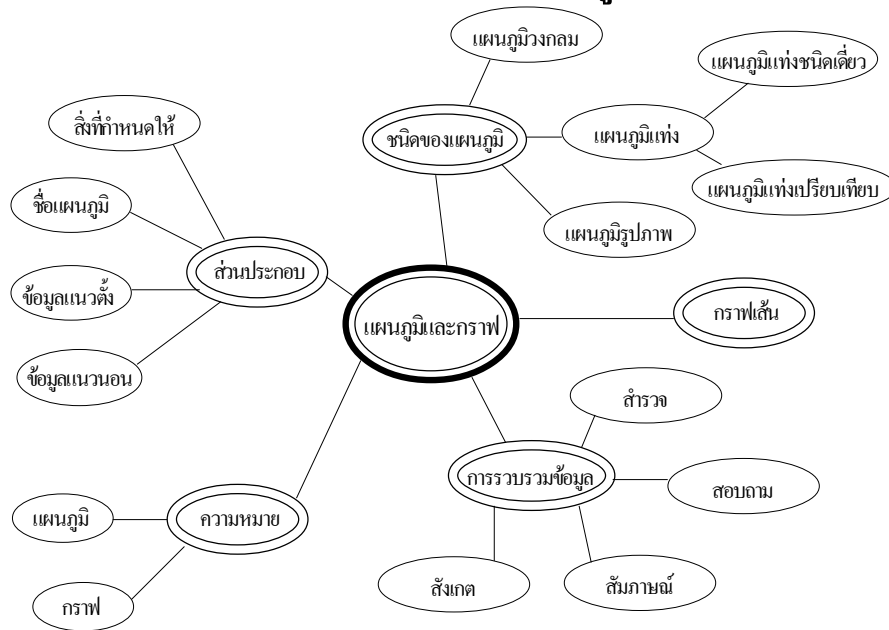 แผนภูมิวงกลม
แผนภูมิแท่งชนิดเดี่ยว
สิ่งที่กำหนดให้
ชนิดของแผนภูมิ
แผนภูมิแท่ง
แผนภูมิแท่งเปรียบเทียบ
ชื่อแผนภูมิ
แผนภูมิรูปภาพ
ส่วนประกอบ
ข้อมูลแนวตั้ง
กราฟเส้น
แผนภูมิและกราฟ
ข้อมูลแนวนอน
สำรวจ
การรวบรวมข้อมูล
สอบถาม
แผนภูมิ
ความหมาย
สังเกต
สัมภาษณ์
กราฟ